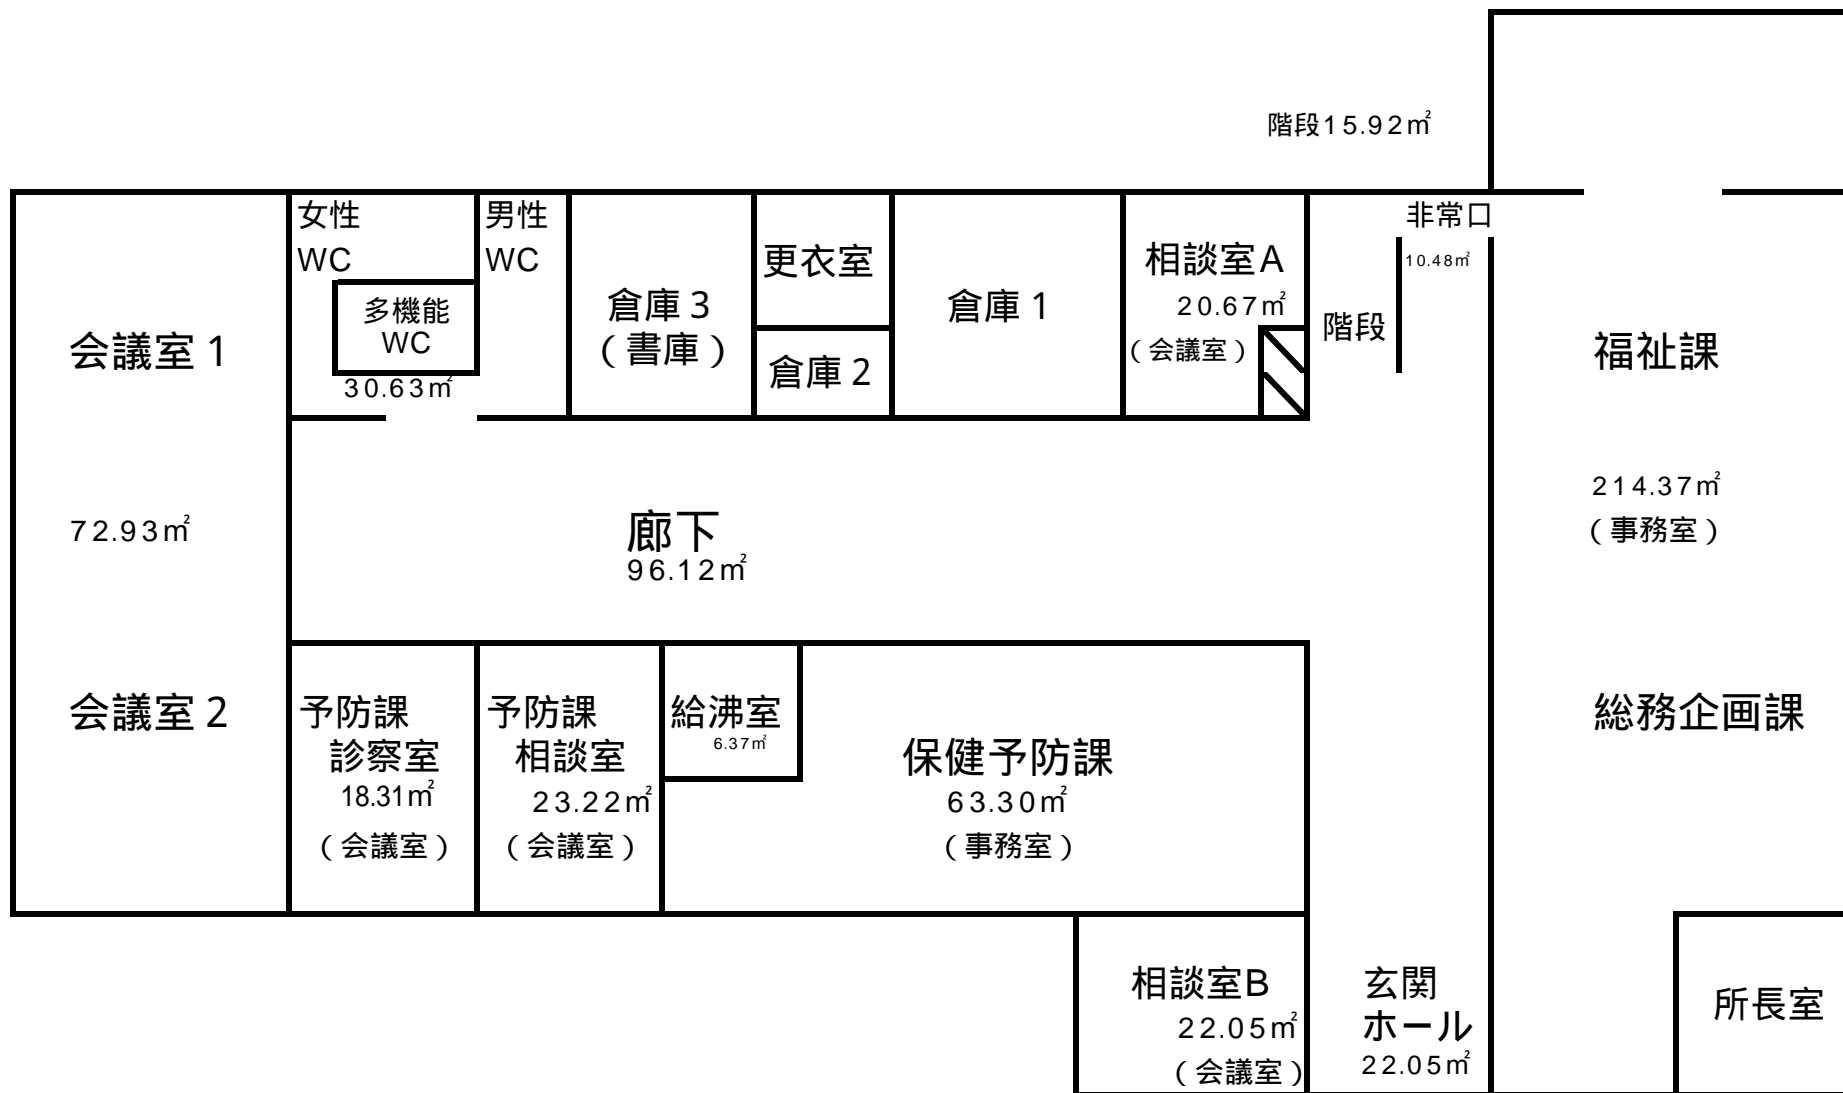 階段15.92㎡
女性
WC
多機能
WC
30.63㎡
男性
WC
倉庫3
（書庫）
更衣室
倉庫2
倉庫1
相談室A
20.67㎡
（会議室）
階段
非常口
10.48㎡
会議室1
72.93㎡
会議室2
廊下
96.12㎡
福祉課
214.37㎡
（事務室）
総務企画課
予防課
診察室
18.31㎡
（会議室）
予防課
相談室
23.22㎡
（会議室）
給沸室
6.37㎡
保健予防課
63.30㎡
（事務室）
相談室B
22.05㎡
（会議室）
玄関
ホール
22.05㎡
所長室